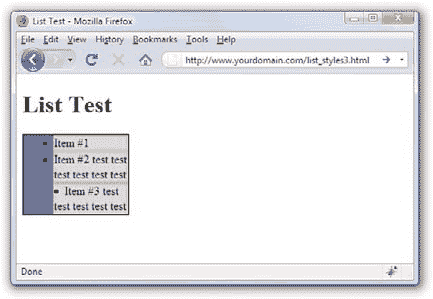 List Test - Mozilla Firefox
File Edit View History Bookmarks Tools Help
http://www.yourdomain.com/list_styles3.html
List Test
Item #1
Item #2 test test
test test test test
Item #3 test
test test test test
Done